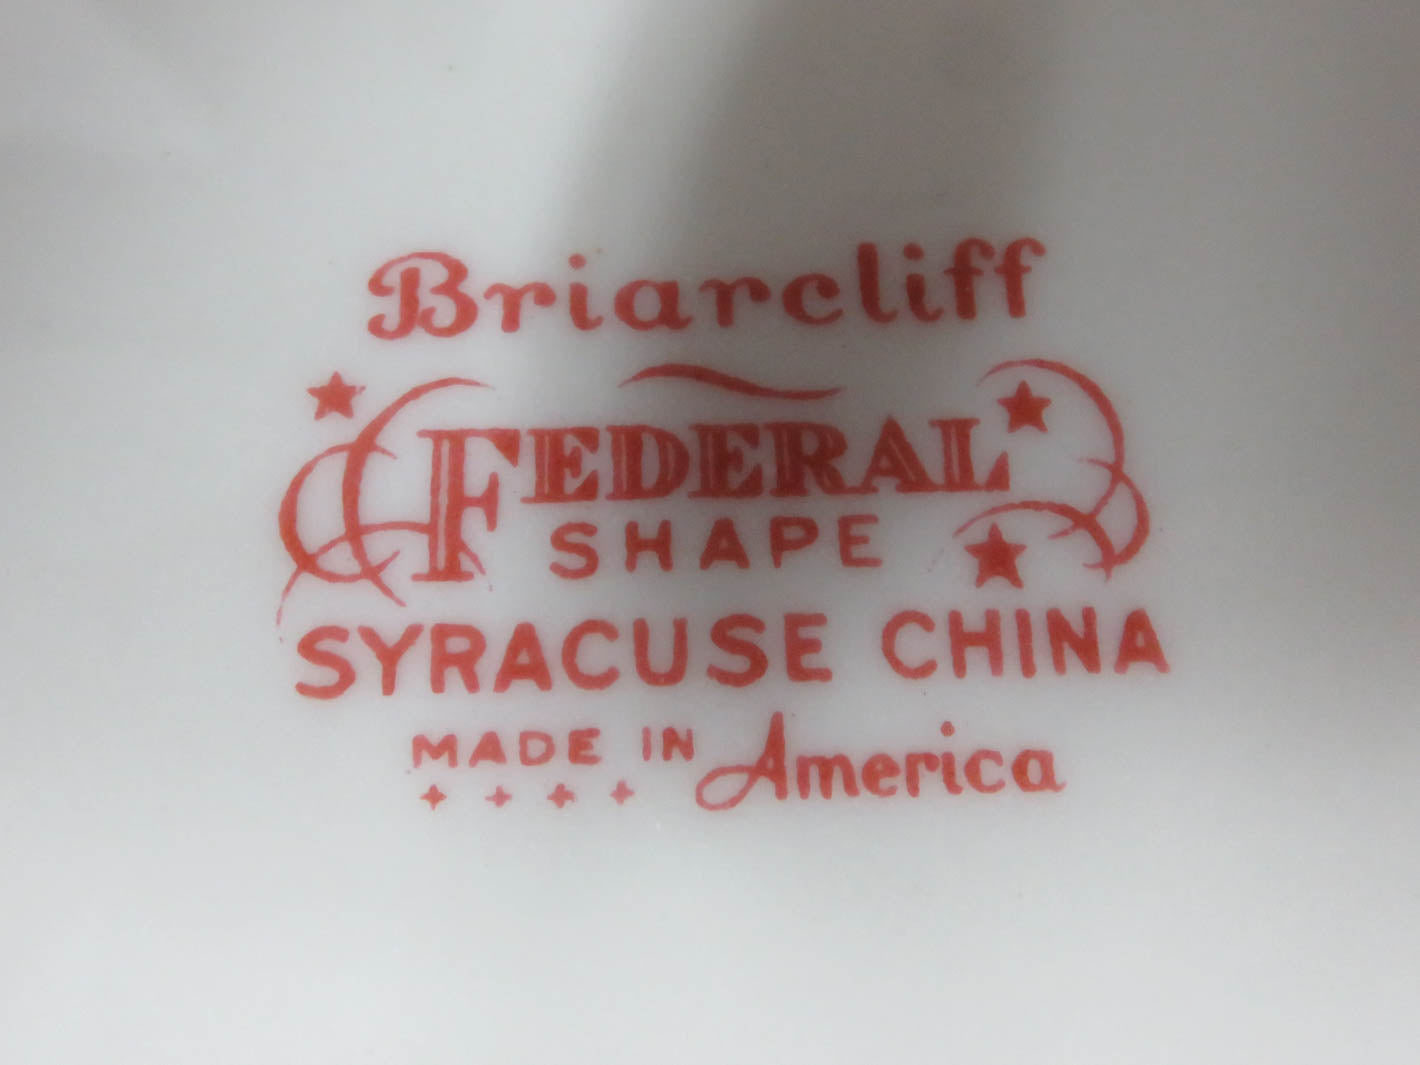 Briarcliff
FEDERAL
SHAPE
SYRACUSE CHINA
MADE IN America